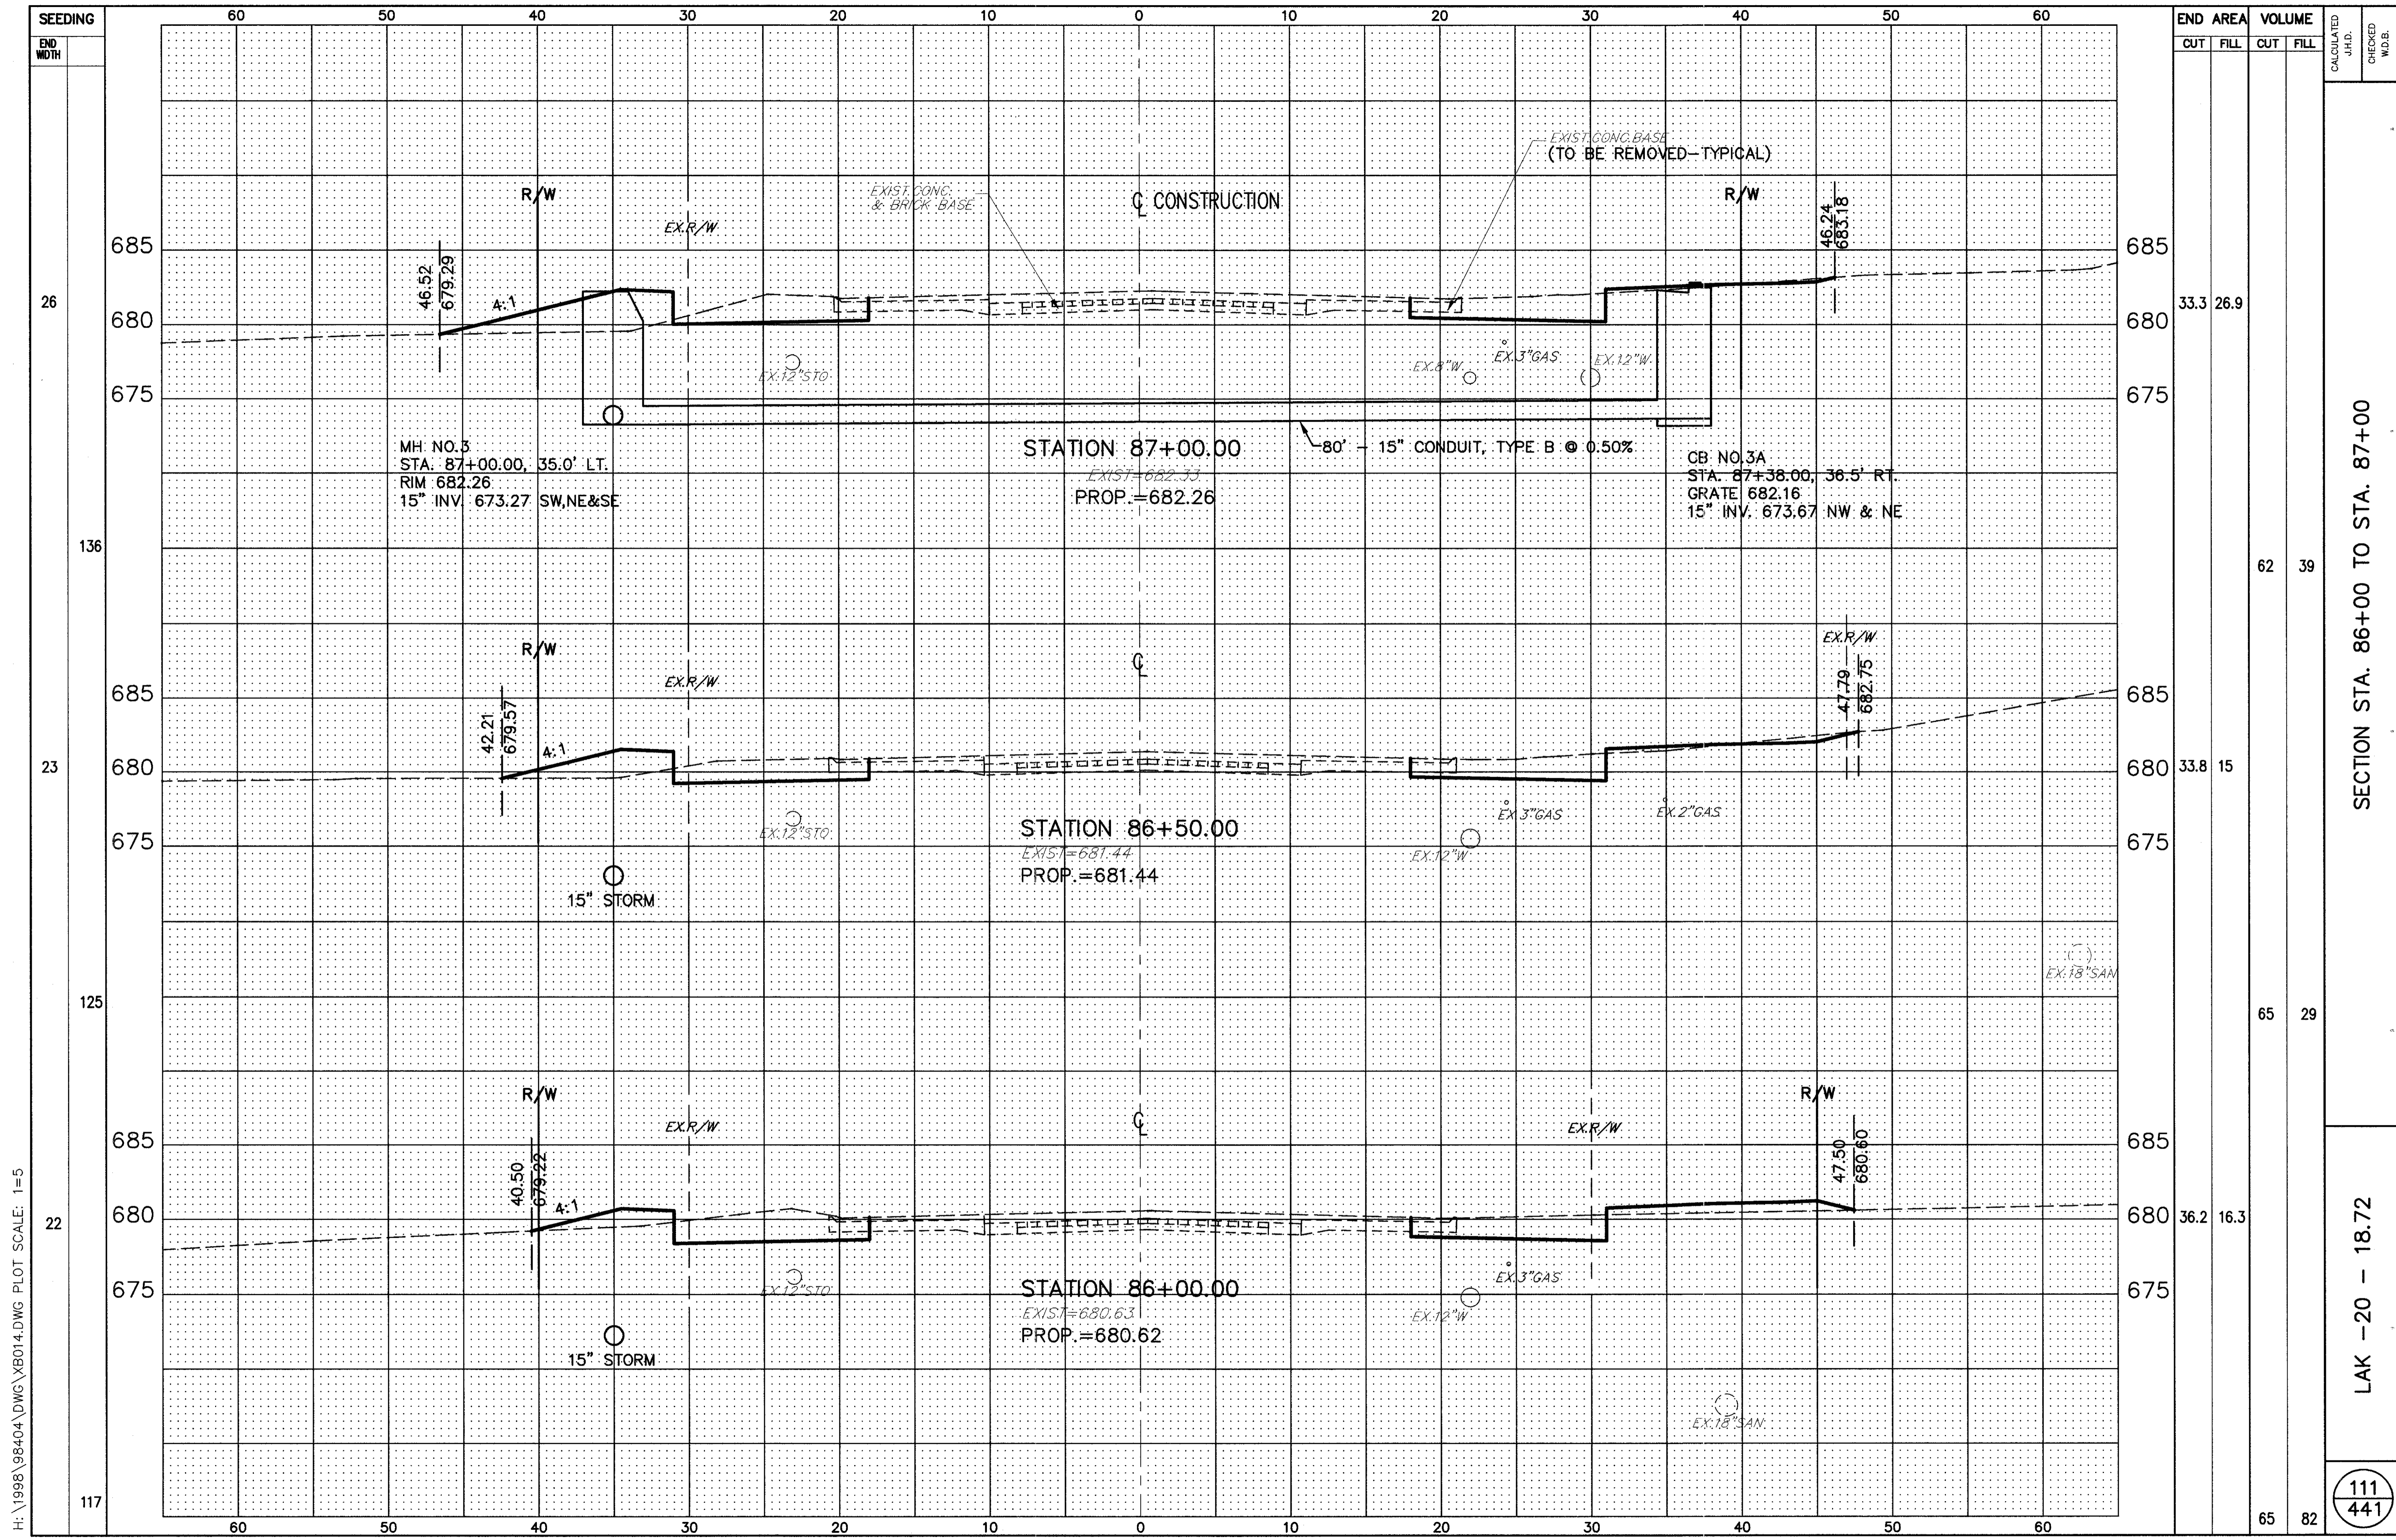 SEEDING
END WIDTH
60 50 40 30 20 10 0 10 20 30 40 50 60
END AREA VOLUME
CUT FILL CUT FILL
CALCULATED
J.H.D.
CHECKED
W.D.B.
EXIST.CONC.BASE
(TO BE REMOVED-TYPICAL)
R/W
EXIST.CONC.
& BRICK BASE
℄ CONSTRUCTION
R/W
EX.R/W
46.24
683.18
685
685
46.52
679.29
4:1
26
33.3 26.9
680
680
EX.12"STO
EX.8"W
EX.3"GAS
EX.12"W
675
675
MH NO.3
STA. 87+00.00, 35.0' LT.
RIM 682.26
15" INV. 673.27 SW,NE&SE
STATION 87+00.00
EXIST=682.33
PROP.=682.26
80' - 15" CONDUIT, TYPE B @ 0.50%
CB NO.3A
STA. 87+38.00, 36.5' RT.
GRATE 682.16
15" INV. 673.67 NW & NE
136
62 39
R/W
℄
EX.R/W
EX.R/W
47.79
682.75
685
685
42.21
679.57
4:1
23
33.8 15
680
680
EX.12"STO
EX.3"GAS
EX.2"GAS
EX.12"W
675
675
STATION 86+50.00
EXIST=681.44
PROP.=681.44
15" STORM
EX.18"SAN
125
65 29
R/W
℄
R/W
EX.R/W
EX.R/W
47.50
680.60
685
685
40.50
679.22
4:1
22
36.2 16.3
680
680
EX.12"STO
EX.3"GAS
EX.12"W
675
675
STATION 86+00.00
EXIST=680.63
PROP.=680.62
15" STORM
EX.18"SAN
117
65 82
60 50 40 30 20 10 0 10 20 30 40 50 60
SECTION STA. 86+00 TO STA. 87+00
LAK -20 - 18.72
111
441
H:\1998\98404\DWG\XB014.DWG PLOT SCALE: 1=5